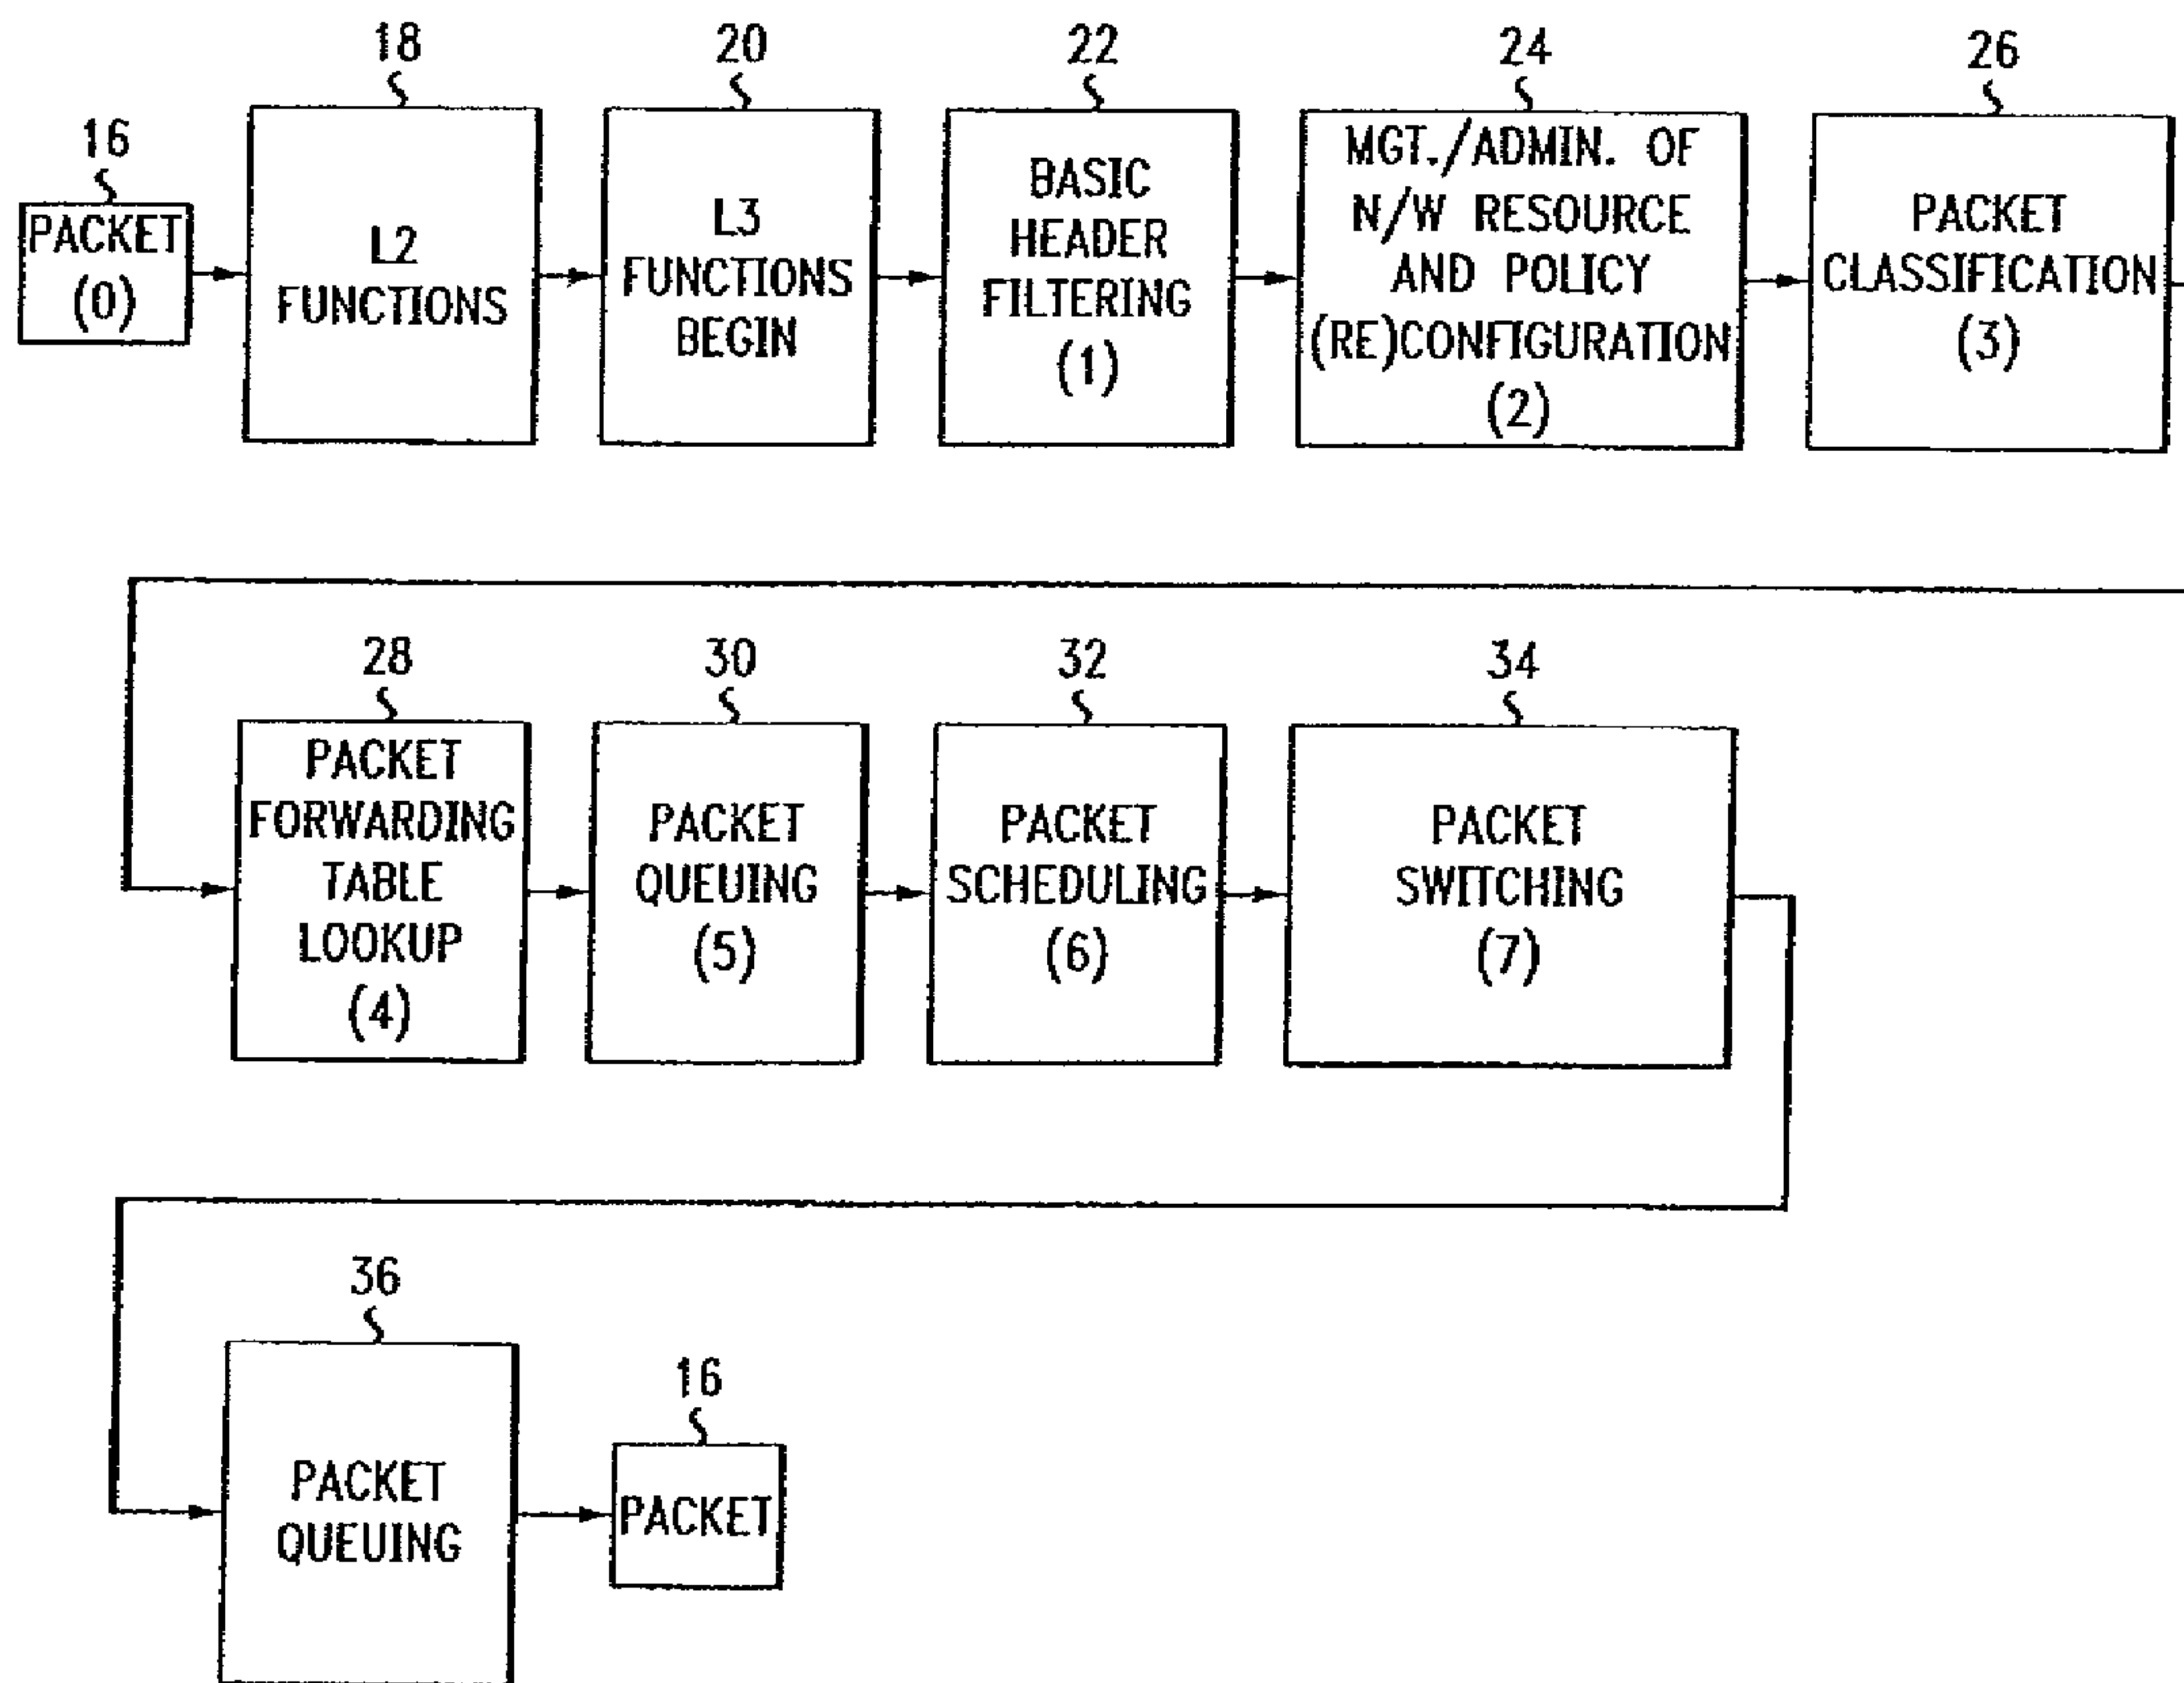 16
PACKET
(0)
18
L2
FUNCTIONS
20
L3
FUNCTIONS
BEGIN
22
BASIC
HEADER
FILTERING
(1)
24
MGT./ADMIN. OF
N/W RESOURCE
AND POLICY
(RE)CONFIGURATION
(2)
26
PACKET
CLASSIFICATION
(3)
28
PACKET
FORWARDING
TABLE
LOOKUP
(4)
30
PACKET
QUEUING
(5)
32
PACKET
SCHEDULING
(6)
34
PACKET
SWITCHING
(7)
36
PACKET
QUEUING
16
PACKET